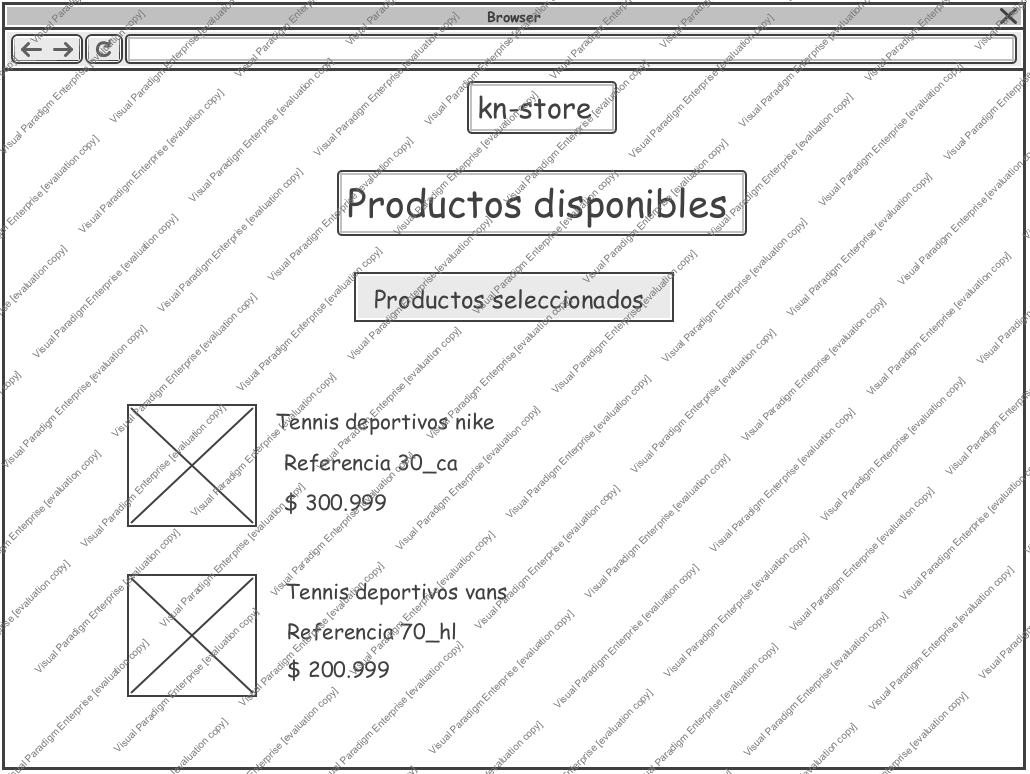 Browser
kn-store
Productos disponibles
Productos seleccionados
Tennis deportivos nike
Referencia 30_ca
$ 300.999
Tennis deportivos vans
Referencia 70_hl
$ 200.999
Visual Paradigm Enterprise [evaluation copy]